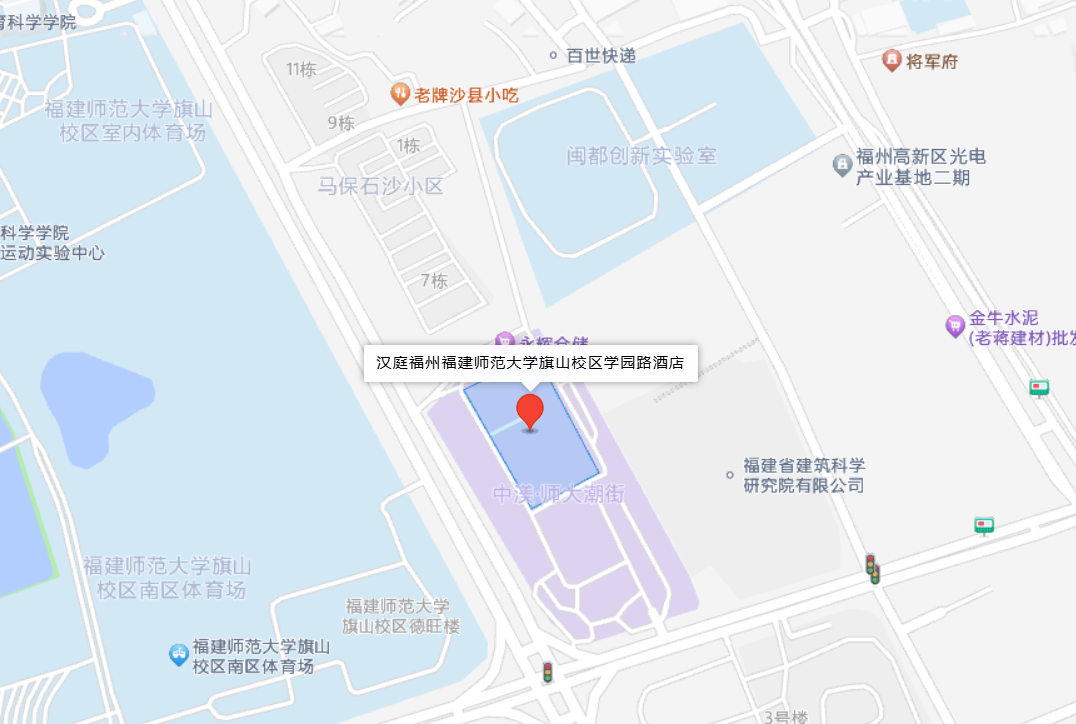 育科学学院
百世快递
将军府
11栋
老牌沙县小吃
福建师范大学旗山
校区室内体育场
9栋
1栋
闽都创新实验室
福州高新区光电
产业基地二期
马保石沙小区
科学学院
运动实验中心
7栋
金牛水泥
(老蒋建材)批发
永辉仓储
汉庭福州福建师范大学旗山校区学园路酒店
福建省建筑科学
研究院有限公司
中渼·师大潮街
福建师范大学旗山
校区南区体育场
福建师范大学
旗山校区德旺楼
福建师范大学旗山
校区南区体育场
3号楼